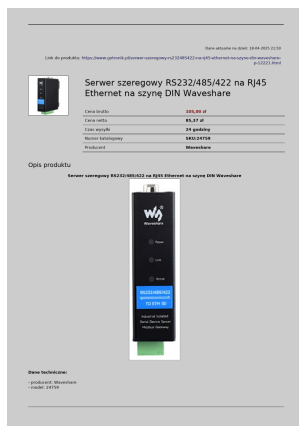 Dane aktualne na dzień: 18-04-2025 22:50
Link do produktu: https://www.gotronik.pl/serwer-szeregowy-rs232485422-na-rj45-ethernet-na-szyne-din-waveshare-p-12221.html
Serwer szeregowy RS232/485/422 na RJ45
Ethernet na szynę DIN Waveshare
Cena brutto 105,00 zł
Cena netto 85,37 zł
Czas wysyłki 24 godziny
Numer katalogowy SKU:24759
Producent Waveshare
Opis produktu
Serwer szeregowy RS232/485/422 na RJ45 Ethernet na szynę DIN Waveshare
Waveshare
Power
Link
Active
RS232/485/422
TO ETH (B)
Industrial Isolated
Serial Device Server
Modbus Gateway
Dane techniczne:
- producent: Waveshare
- model: 24759